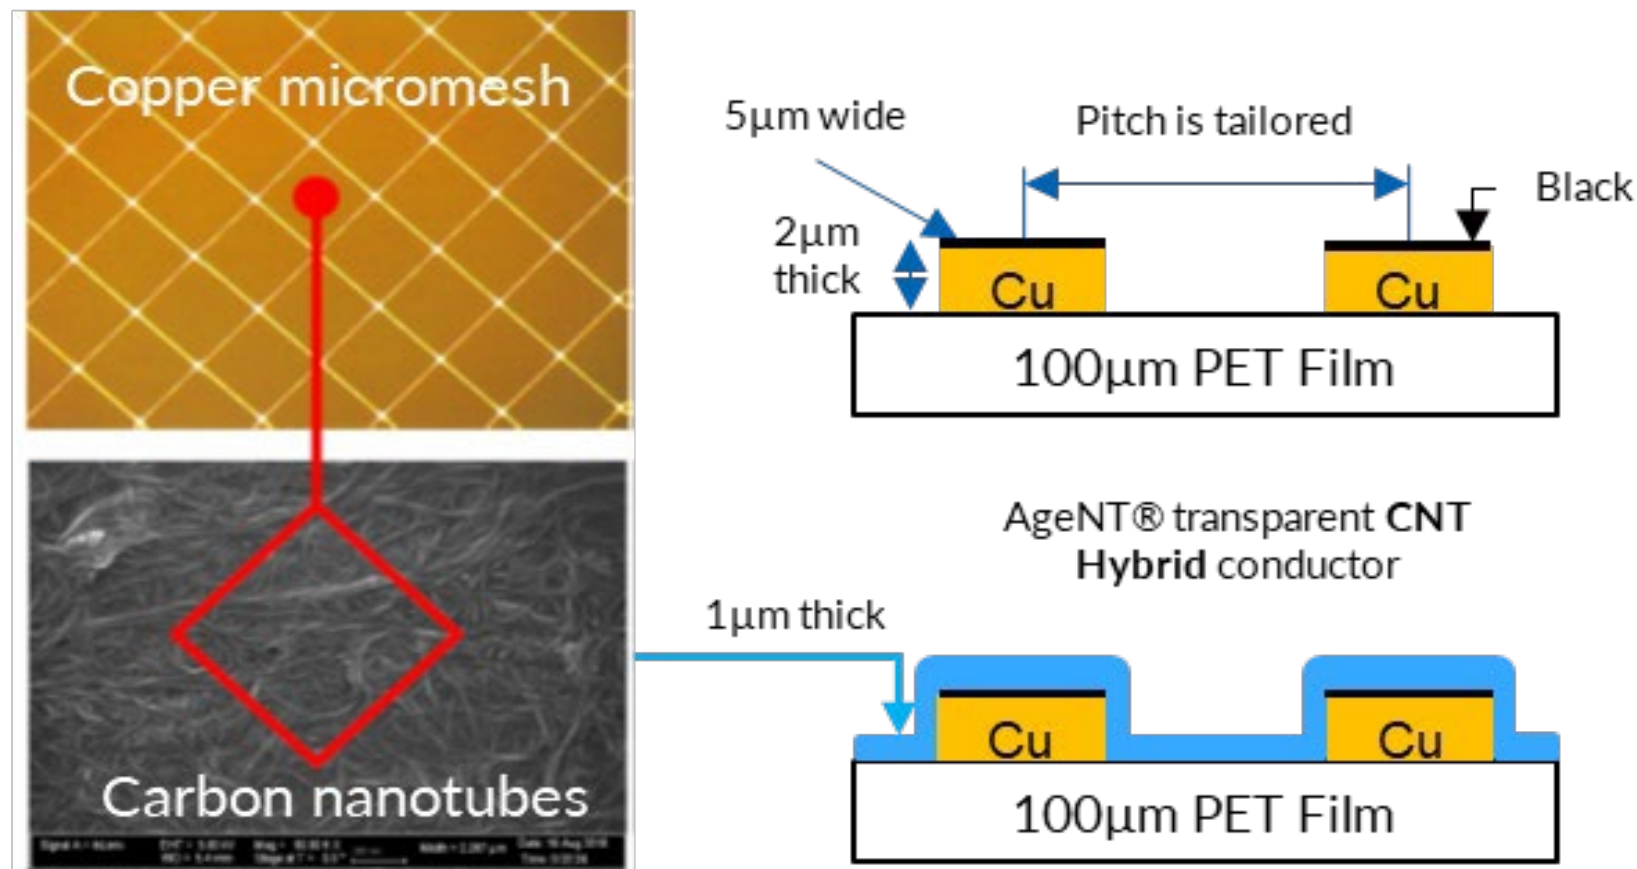 Copper micromesh
5µm wide
Pitch is tailored
Black
2µm
thick
Cu
Cu
100µm PET Film
AgeNT® transparent CNT
Hybrid conductor
1µm thick
Cu
Cu
100µm PET Film
Carbon nanotubes